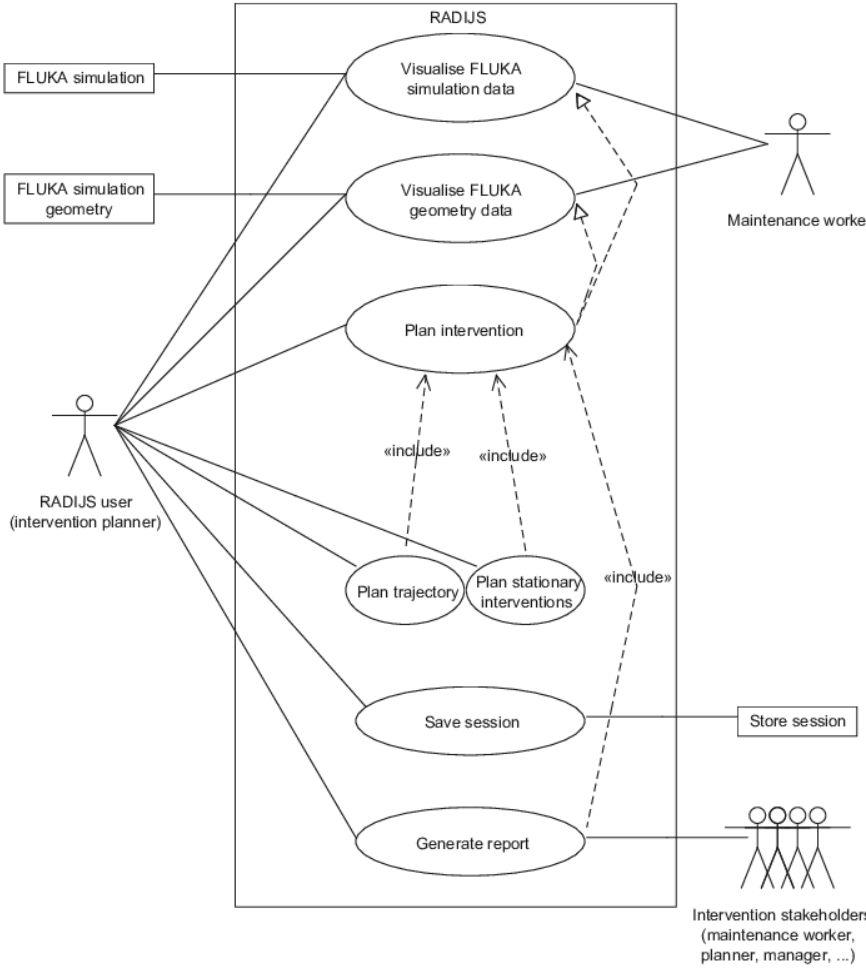 RADIJS
FLUKA simulation
Visualise FLUKA
simulation data
FLUKA simulation
geometry
Visualise FLUKA
geometry data
Maintenance worke
Plan intervention
«include»
«include»
RADIJS user
(intervention planner)
Plan trajectory
Plan stationary
interventions
«include»
Save session
Store session
Generate report
Intervention stakeholders
(maintenance worker,
planner, manager, ...)